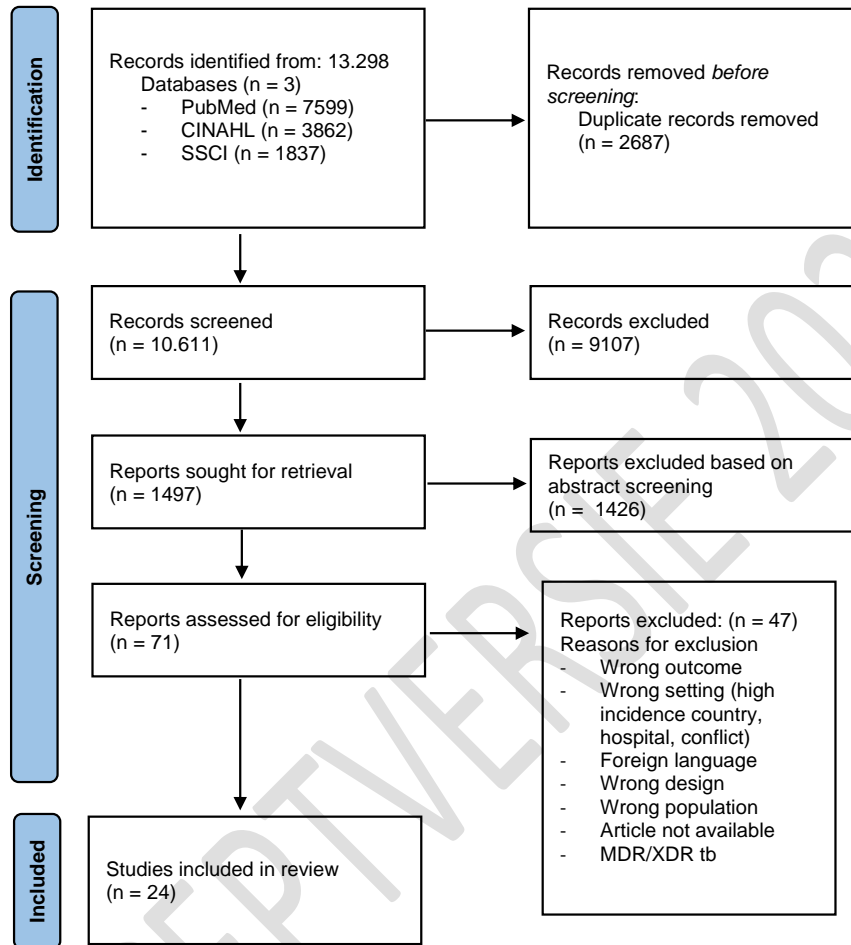 Identification
Records identified from: 13.298
Databases (n = 3)
- PubMed (n = 7599)
- CINAHL (n = 3862)
- SSCI (n = 1837)
Records removed before
screening:
Duplicate records removed
(n = 2687)
Screening
Records screened
(n = 10.611)
Records excluded
(n = 9107)
Reports sought for retrieval
(n = 1497)
Reports excluded based on
abstract screening
(n = 1426)
Reports assessed for eligibility
(n = 71)
Reports excluded: (n = 47)
Reasons for exclusion
- Wrong outcome
- Wrong setting (high
incidence country,
hospital, conflict)
- Foreign language
- Wrong design
- Wrong population
- Article not available
- MDR/XDR tb
Included
Studies included in review
(n = 24)